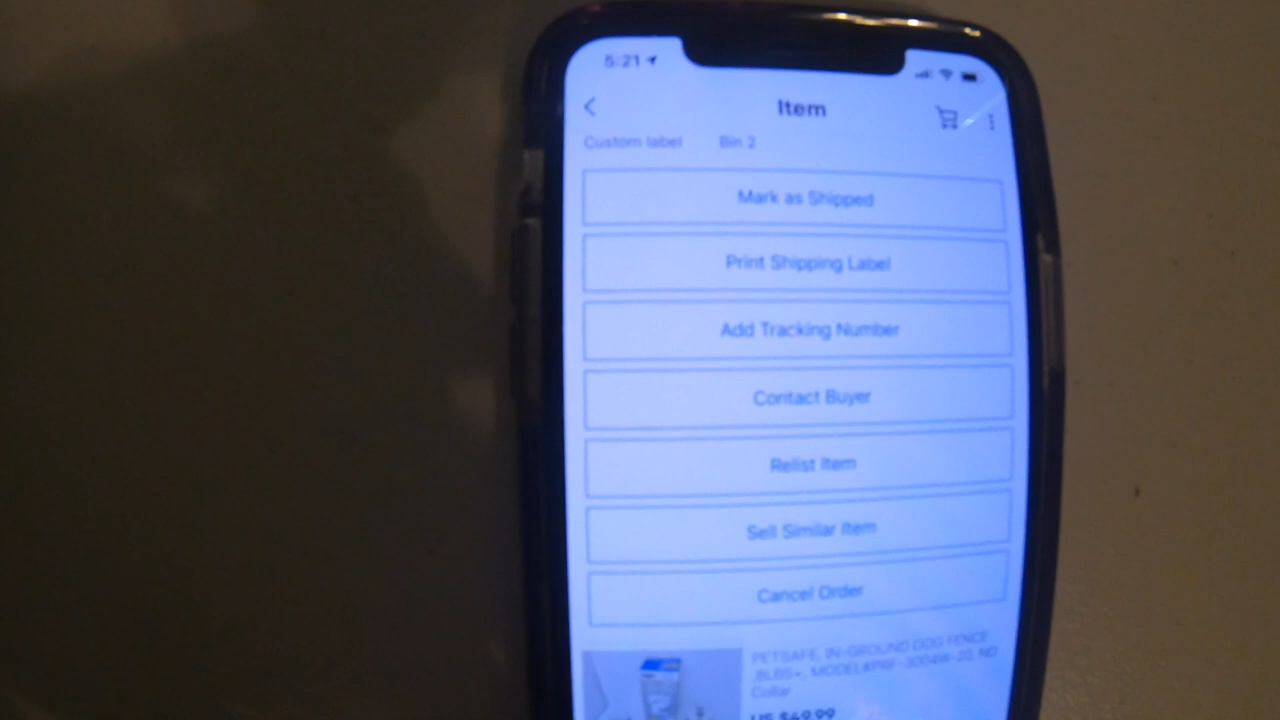 5:21
Item
Custom label Bin 2
Mark as Shipped
Print Shipping Label
Add Tracking Number
Contact Buyer
Relist Item
Sell Similar Item
Cancel Order
PETSAFE, IN-GROUND DOG FENCE
8LBS+, MODEL#PRF-3004W-20, NO
Collar
US $49.99